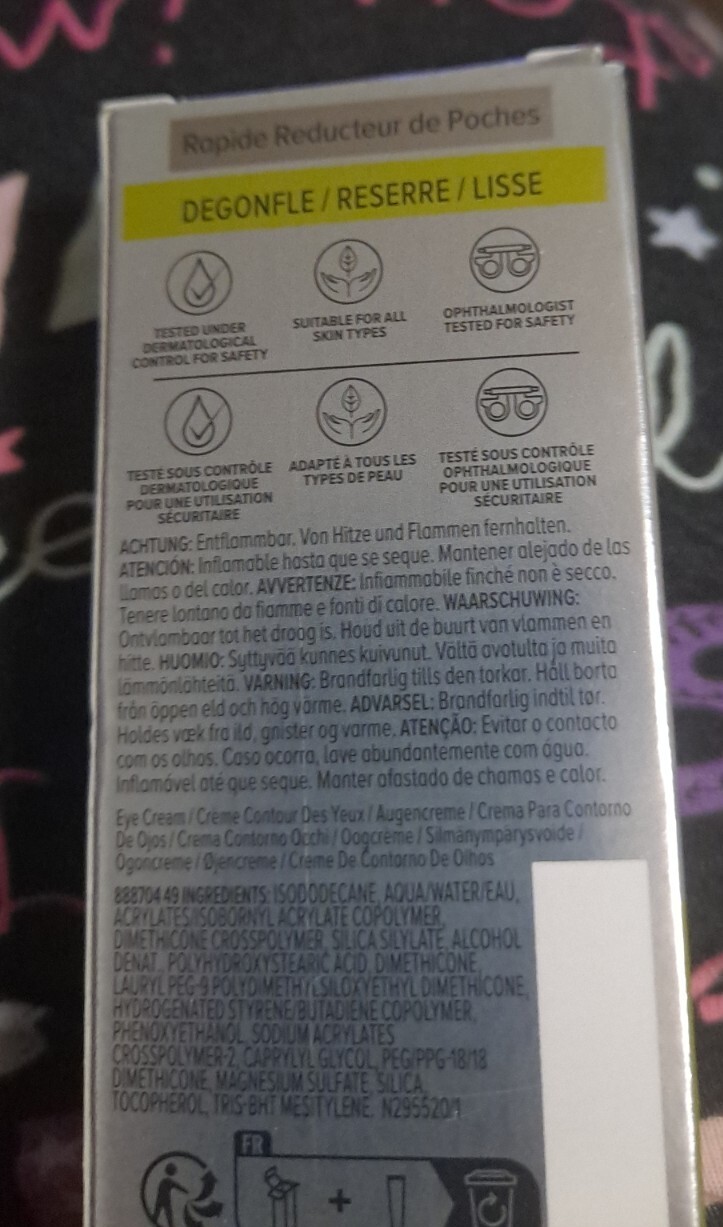 Rapide Reducteur de Poches
DEGONFLE / RESERRE / LISSE
TESTED UNDER
DERMATOLOGICAL
CONTROL FOR SAFETY
SUITABLE FOR ALL
SKIN TYPES
OPHTHALMOLOGIST
TESTED FOR SAFETY
TESTÉ SOUS CONTRÔLE
DERMATOLOGIQUE
POUR UNE UTILISATION
SÉCURITAIRE
ADAPTÉ À TOUS LES
TYPES DE PEAU
TESTÉ SOUS CONTRÔLE
OPHTHALMOLOGIQUE
POUR UNE UTILISATION
SÉCURITAIRE
ACHTUNG: Entflammbar. Von Hitze und Flammen fernhalten.
ATENCIÓN: Inflamable hasta que se seque. Mantener alejado de las
llamas o del calor. AVVERTENZE: Infiammabile finché non è secco.
Tenere lontano da fiamme e fonti di calore. WAARSCHUWING:
Ontvlambaar tot het droog is. Houd uit de buurt van vlammen en
hitte. HUOMIO: Syttyvää kunnes kuivunut. Vältä avotulta ja muita
lämmönlähteitä. VARNING: Brandfarlig tills den torkar. Håll borta
från öppen eld och hög värme. ADVARSEL: Brandfarlig indtil tør.
Holdes væk fra ild, gnister og varme. ATENÇÃO: Evitar o contacto
com os olhos. Caso ocorra, lave abundantemente com água.
Inflamável até que seque. Manter afastado de chamas e calor.
Eye Cream / Crème Contour Des Yeux / Augencreme / Crema Para Contorno
De Ojos / Crema Contorno Occhi / Oogcrème / Silmänympärysvoide /
Ögoncreme / Øjencreme / Creme De Contorno De Olhos
888704 49 INGREDIENTS: ISODODECANE, AQUA/WATER/EAU,
ACRYLATES/ISOBORNYL ACRYLATE COPOLYMER,
DIMETHICONE CROSSPOLYMER, SILICA SILYLATE, ALCOHOL
DENAT., POLYHYDROXYSTEARIC ACID, DIMETHICONE,
LAURYL PEG-9 POLYDIMETHYLSILOXYETHYL DIMETHICONE,
HYDROGENATED STYRENE/BUTADIENE COPOLYMER,
PHENOXYETHANOL, SODIUM ACRYLATES
CROSSPOLYMER-2, CAPRYLYL GLYCOL, PEG/PPG-18/18
DIMETHICONE, MAGNESIUM SULFATE, SILICA,
TOCOPHEROL, TRIS-BHT MESITYLENE. N295520/1
FR
+